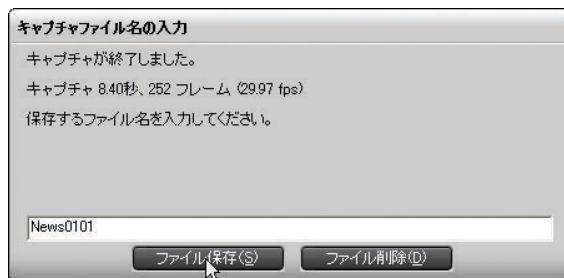 キャプチャファイル名の入力
キャプチャが終了しました。
キャプチャ 8.40秒、252 フレーム (29.97 fps)
保存するファイル名を入力してください。
News0101
ファイル保存(S) ファイル削除(D)